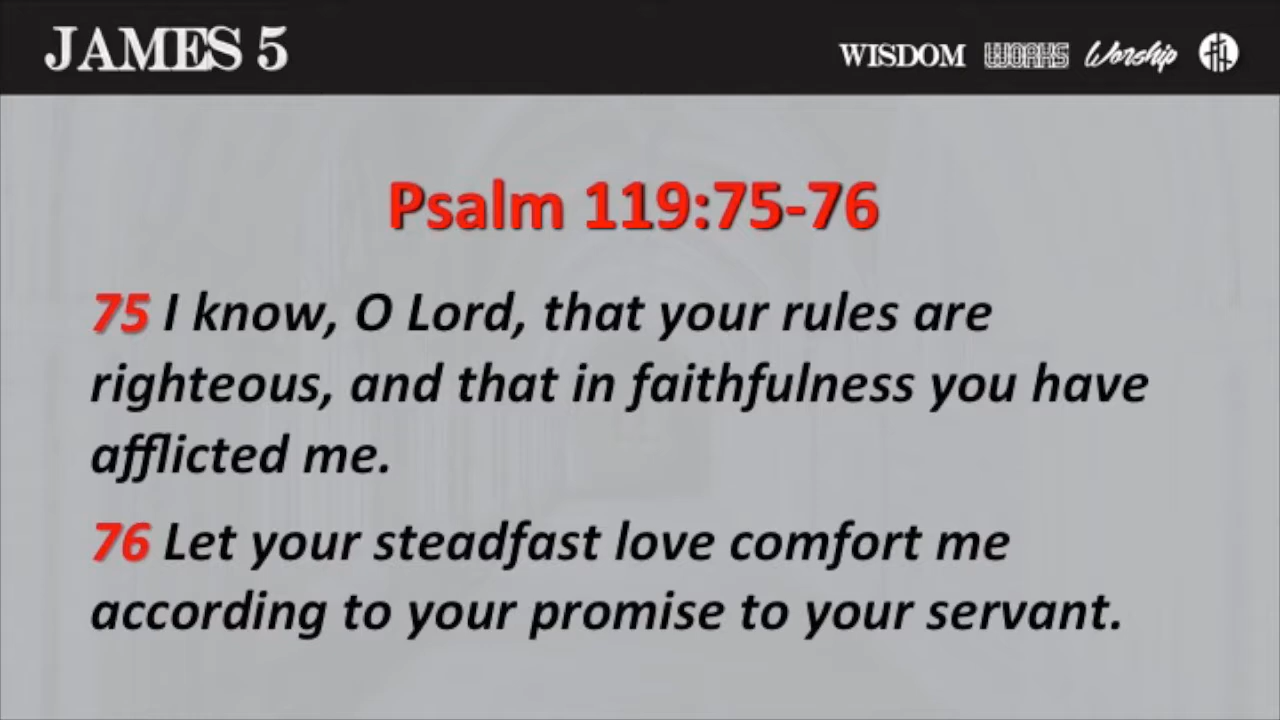 JAMES 5
WISDOM WORKS Worship
Psalm 119:75-76
75 I know, O Lord, that your rules are
righteous, and that in faithfulness you have
afflicted me.
76 Let your steadfast love comfort me
according to your promise to your servant.